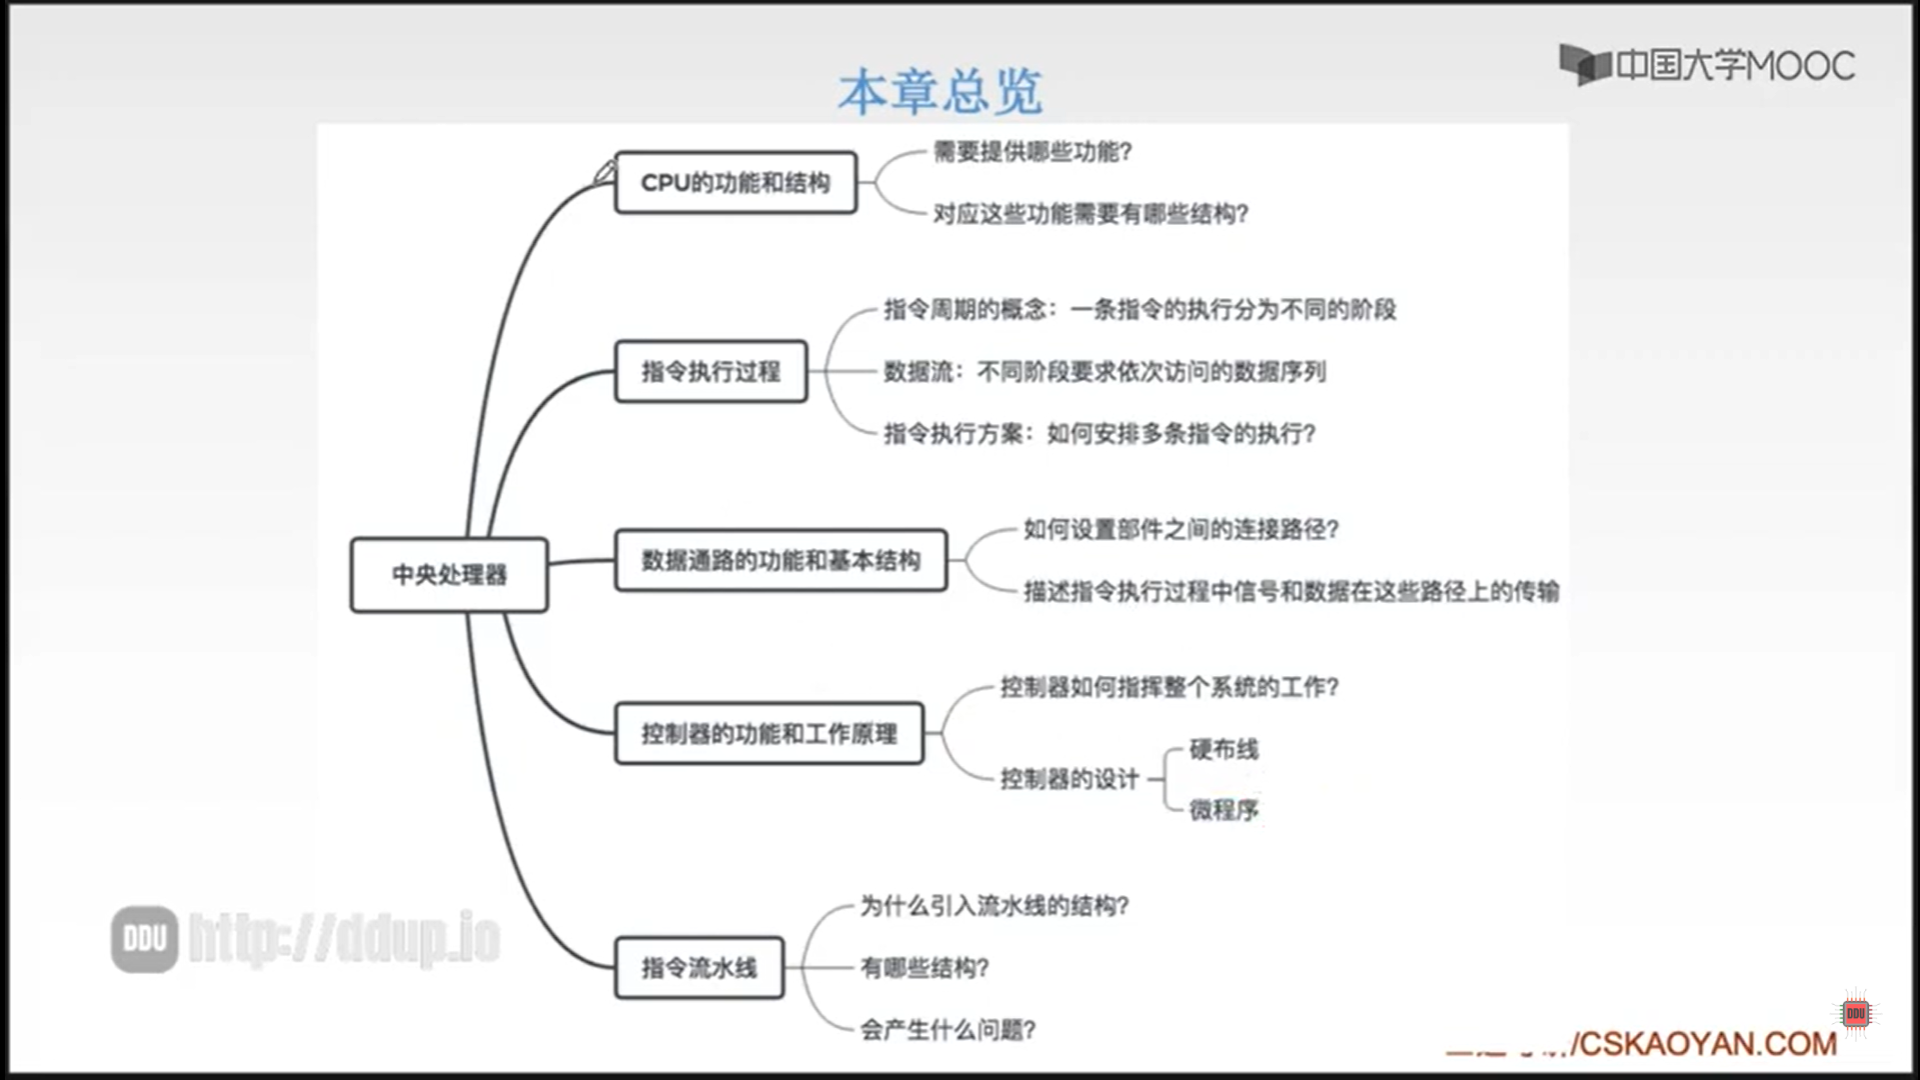 本章总览
中国大学MOOC
CPU的功能和结构
需要提供哪些功能?
对应这些功能需要有哪些结构?
指令执行过程
指令周期的概念：一条指令的执行分为不同的阶段
数据流：不同阶段要求依次访问的数据序列
指令执行方案：如何安排多条指令的执行?
中央处理器
数据通路的功能和基本结构
如何设置部件之间的连接路径?
描述指令执行过程中信号和数据在这些路径上的传输
控制器的功能和工作原理
控制器如何指挥整个系统的工作?
控制器的设计
硬布线
微程序
指令流水线
为什么引入流水线的结构?
有哪些结构?
会产生什么问题?
DDU http://ddup.io
DDU
/CSKAOYAN.COM